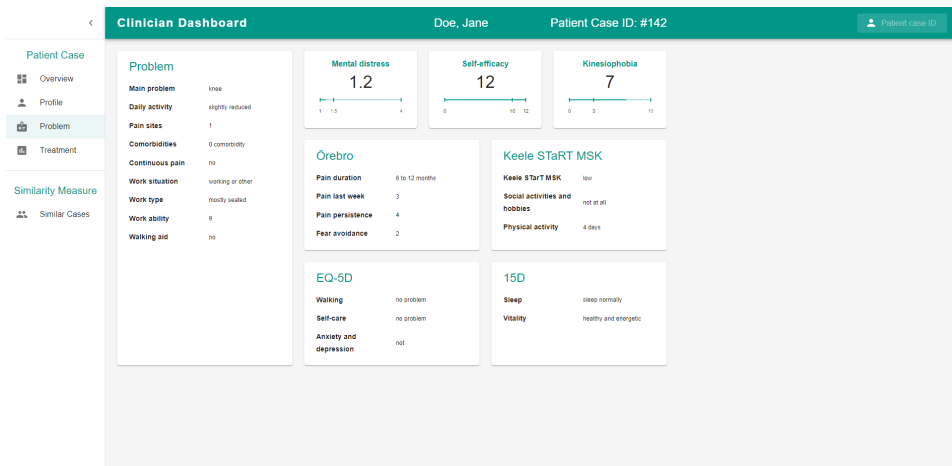 Clinician Dashboard
Doe, Jane
Patient Case ID: #142
Patient case ID
Patient Case
Overview
Profile
Problem
Treatment
Similarity Measure
Similar Cases
Problem
Main problem knee
Daily activity slightly reduced
Pain sites 1
Comorbidities 0 comorbidity
Continuous pain no
Work situation working or other
Work type mostly seated
Work ability 9
Walking aid no
Mental distress
1.2
1 1.5 4
Self-efficacy
12
0 10 12
Kinesiophobia
7
0 3 10
Örebro
Pain duration 6 to 12 months
Pain last week 3
Pain persistence 4
Fear avoidance 2
Keele STaRT MSK
Keele STarT MSK low
Social activities and
hobbies not at all
Physical activity 4 days
EQ-5D
Walking no problem
Self-care no problem
Anxiety and
depression not
15D
Sleep sleep normally
Vitality healthy and energetic